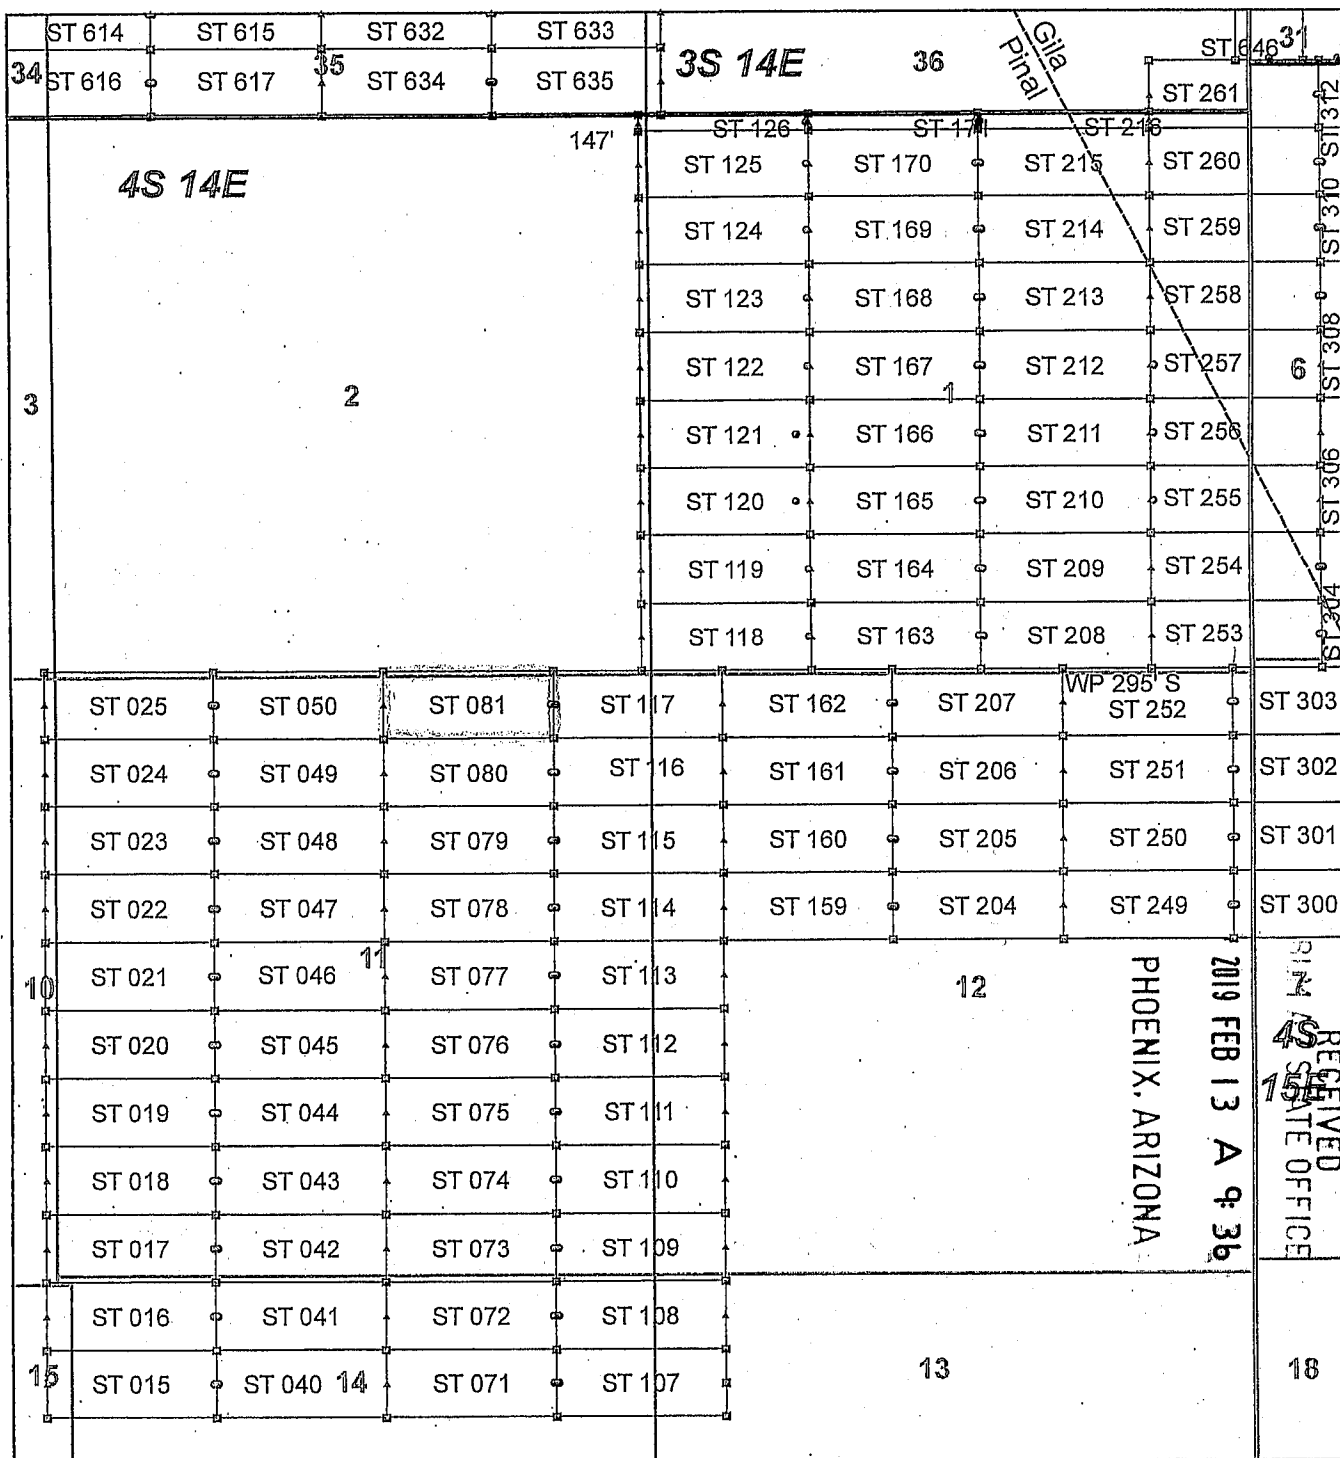 ST 614 ST 615 ST 632 ST 633 Gila Pinal ST 646 31
34 35 3S 14E 36
ST 616 ST 617 ST 634 ST 635 ST 261 ST 312
147' ST 126 ST 171 ST 216
4S 14E ST 125 ST 170 ST 215 ST 260 ST 310
ST 124 ST 169 ST 214 ST 259
ST 123 ST 168 ST 213 ST 258 ST 308
ST 122 ST 167 ST 212 ST 257 6
3 2 1
ST 121 ST 166 ST 211 ST 256
ST 120 ST 165 ST 210 ST 255 ST 306
ST 119 ST 164 ST 209 ST 254
ST 118 ST 163 ST 208 ST 253 ST 304
WP 295' S
ST 025 ST 050 ST 081 ST 117 ST 162 ST 207 ST 252 ST 303
ST 024 ST 049 ST 080 ST 116 ST 161 ST 206 ST 251 ST 302
ST 023 ST 048 ST 079 ST 115 ST 160 ST 205 ST 250 ST 301
ST 022 ST 047 ST 078 ST 114 ST 159 ST 204 ST 249 ST 300
11
10 ST 021 ST 046 ST 077 ST 113 12 7
ST 020 ST 045 ST 076 ST 112 4S
ST 019 ST 044 ST 075 ST 111 15E
ST 018 ST 043 ST 074 ST 110
ST 017 ST 042 ST 073 ST 109
ST 016 ST 041 ST 072 ST 108
15 ST 015 ST 040 14 ST 071 ST 107 13 18
RECEIVED
STATE OFFICE
2019 FEB 13 A 9:36
PHOENIX, ARIZONA